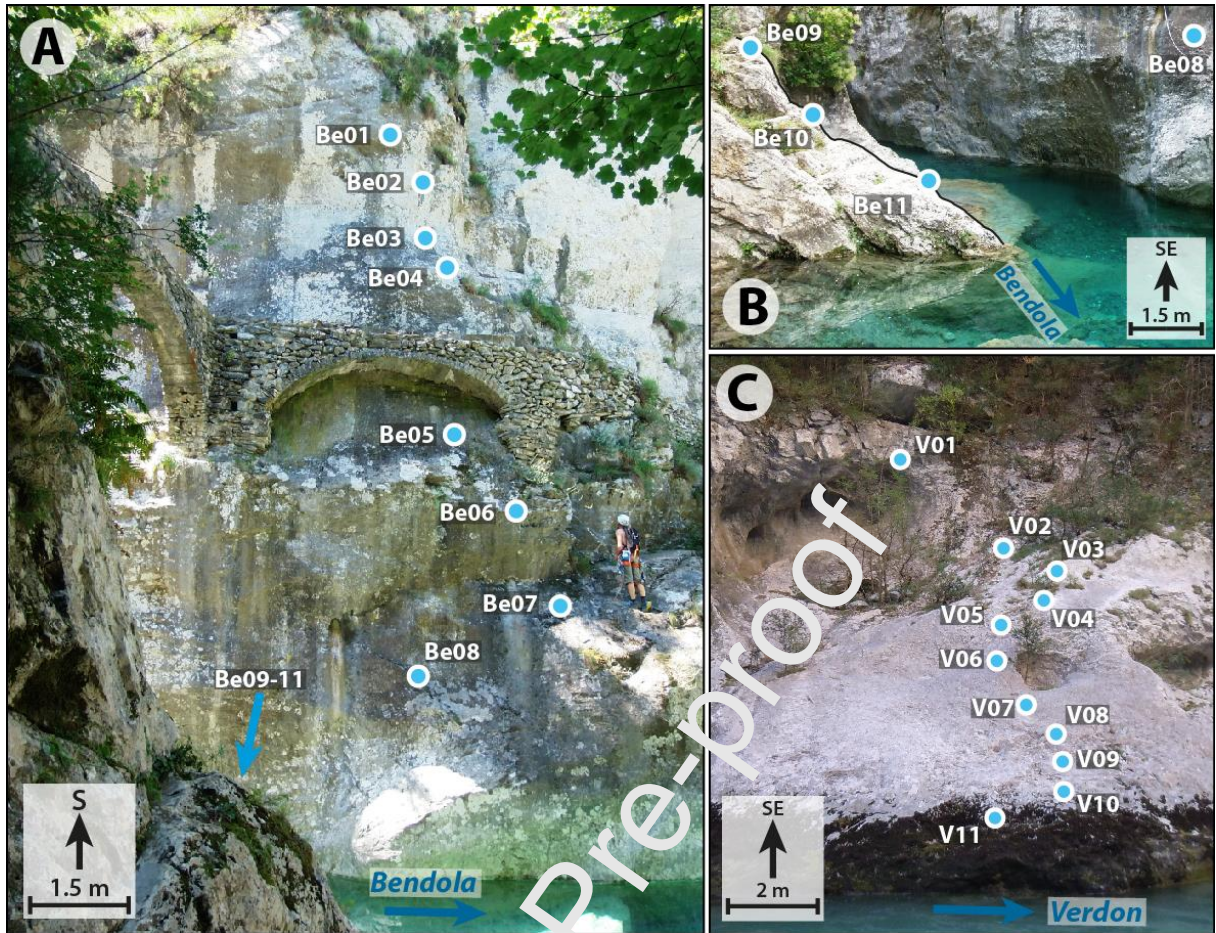 A
Be01
Be02
Be03
Be04
Be05
Be06
Be07
Be08
Be09-11
S
1.5 m
Bendola
B
Be09
Be08
Be10
Be11
Bendola
SE
1.5 m
C
V01
V02
V03
V04
V05
V06
V07
V08
V09
V10
V11
SE
2 m
Verdon
Pre-proof